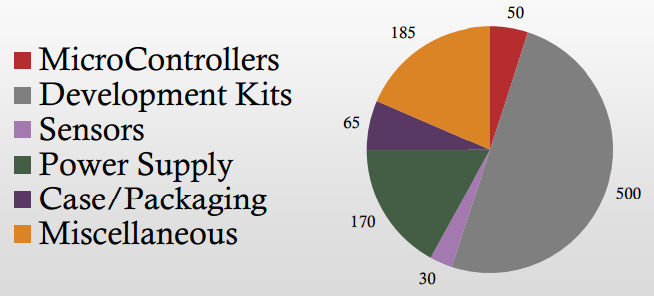 MicroControllers
Development Kits
Sensors
Power Supply
Case/Packaging
Miscellaneous
50
185
65
500
170
30